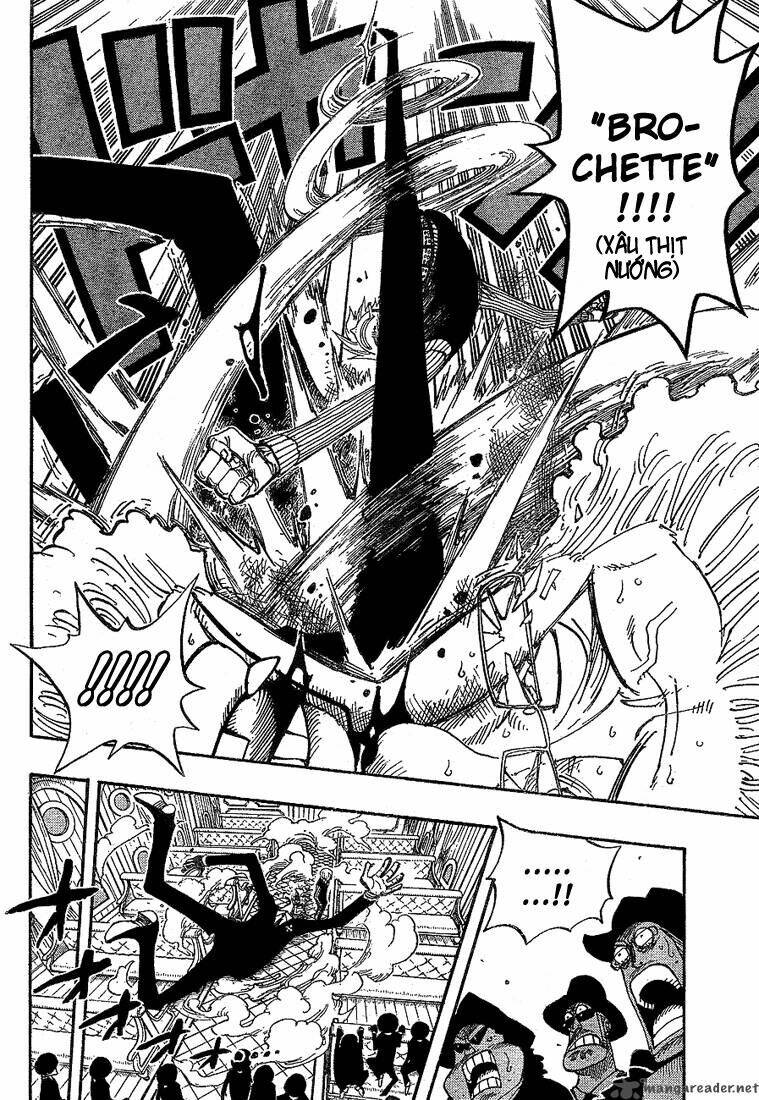 "BRO-
CHETTE"
!!!!
(XÂU THỊT
NƯỚNG)
!!!!
.....
...!!
mangareader.net